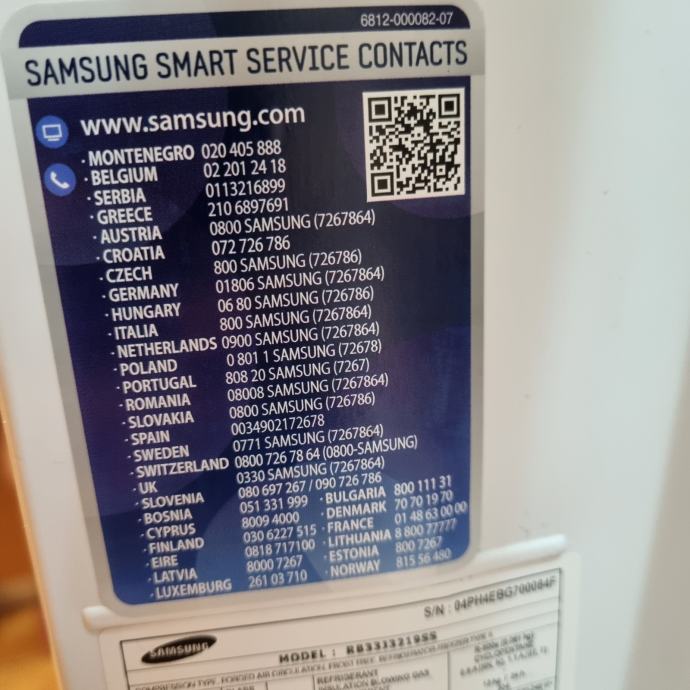 6812-000082-07
SAMSUNG SMART SERVICE CONTACTS
www.samsung.com
· MONTENEGRO 020 405 888
· BELGIUM 02 201 24 18
· SERBIA 0113216899
· GREECE 210 6897691
· AUSTRIA 0800 SAMSUNG (7267864)
· CROATIA 072 726 786
· CZECH 800 SAMSUNG (726786)
· GERMANY 01806 SAMSUNG (7267864)
· HUNGARY 06 80 SAMSUNG (726786)
· ITALIA 800 SAMSUNG (7267864)
· NETHERLANDS 0900 SAMSUNG (7267864)
· POLAND 0 801 1 SAMSUNG (72678)
· PORTUGAL 808 20 SAMSUNG (7267)
· ROMANIA 08008 SAMSUNG (7267864)
· SLOVAKIA 0800 SAMSUNG (726786)
· SPAIN 0034902172678
· SWEDEN 0771 SAMSUNG (7267864)
· SWITZERLAND 0800 726 78 64 (0800-SAMSUNG)
· UK 0330 SAMSUNG (7267864)
· SLOVENIA 080 697 267 / 090 726 786
· BOSNIA 051 331 999 · BULGARIA 800 111 31
· CYPRUS 8009 4000 · DENMARK 70 70 19 70
· FINLAND 030 6227 515 · FRANCE 01 48 63 00 00
· EIRE 0818 717100 · LITHUANIA 8 800 77777
· LATVIA 8000 7267 · ESTONIA 800 7267
· LUXEMBURG 261 03 710 · NORWAY 815 56 480
S/N : 04PH4EBG700084F
SAMSUNG MODEL : RB3313219SS
REFRIGERANT
INSULATION BLOWING GAS